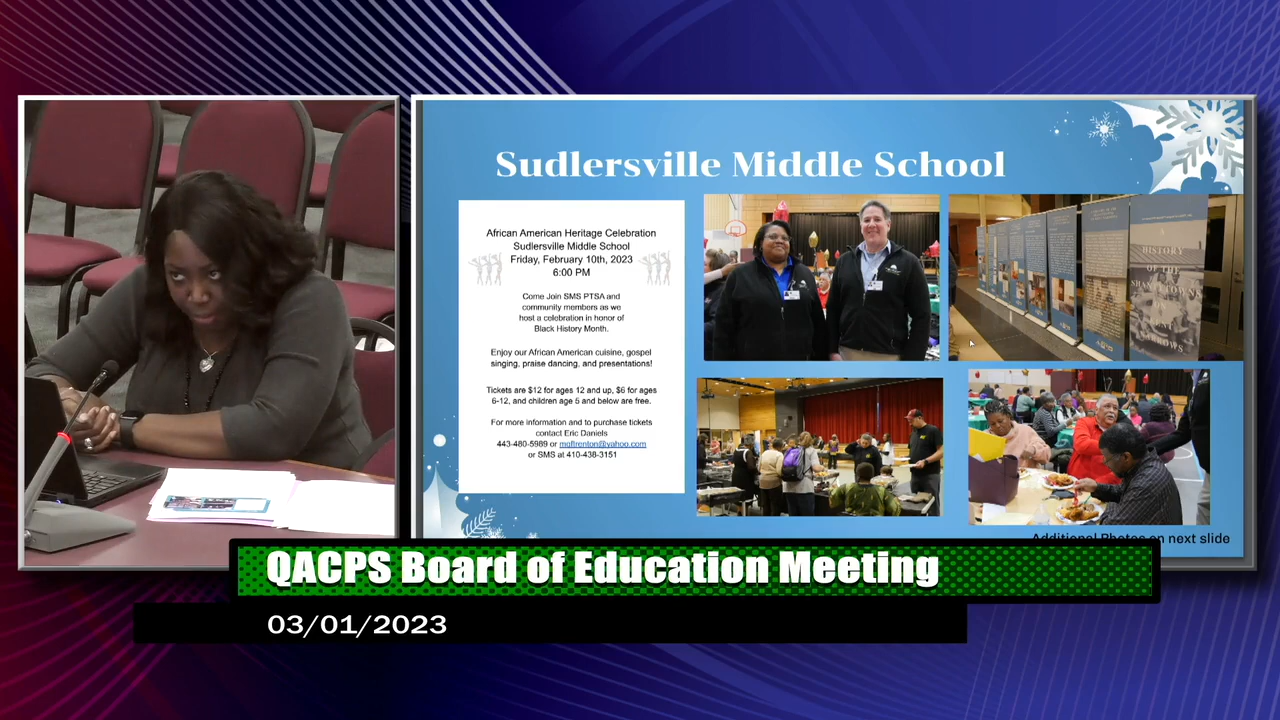 Sudlersville Middle School
African American Heritage Celebration
Sudlersville Middle School
Friday, February 10th, 2023
6:00 PM
Come Join SMS PTSA and
community members as we
host a celebration in honor of
Black History Month.
Enjoy our African American cuisine, gospel
singing, praise dancing, and presentations!
Tickets are $12 for ages 12 and up, $6 for ages
6-12, and children age 5 and below are free.
For more information and to purchase tickets
contact Eric Daniels
443-480-5989 or mqftrenton@yahoo.com
or SMS at 410-438-3151
HISTORY
OF THE
Additional Photos on next slide
QACPS Board of Education Meeting
03/01/2023